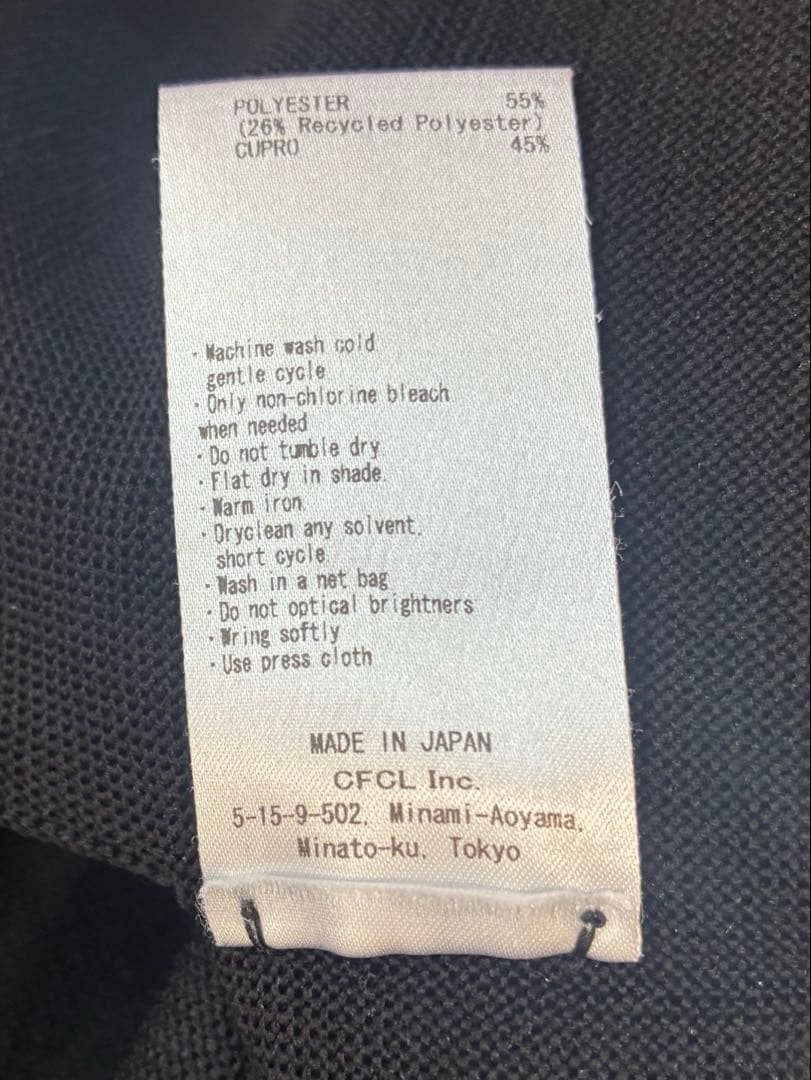 POLYESTER 55%
(26% Recycled Polyester)
CUPRO 45%
· Machine wash cold
gentle cycle
· Only non-chlorine bleach
when needed
· Do not tumble dry
· Flat dry in shade.
· Warm iron.
· Dryclean any solvent.
short cycle
· Wash in a net bag
· Do not optical brightners
· Wring softly
· Use press cloth
MADE IN JAPAN
CFCL Inc.
5-15-9-502, Minami-Aoyama,
Minato-ku, Tokyo